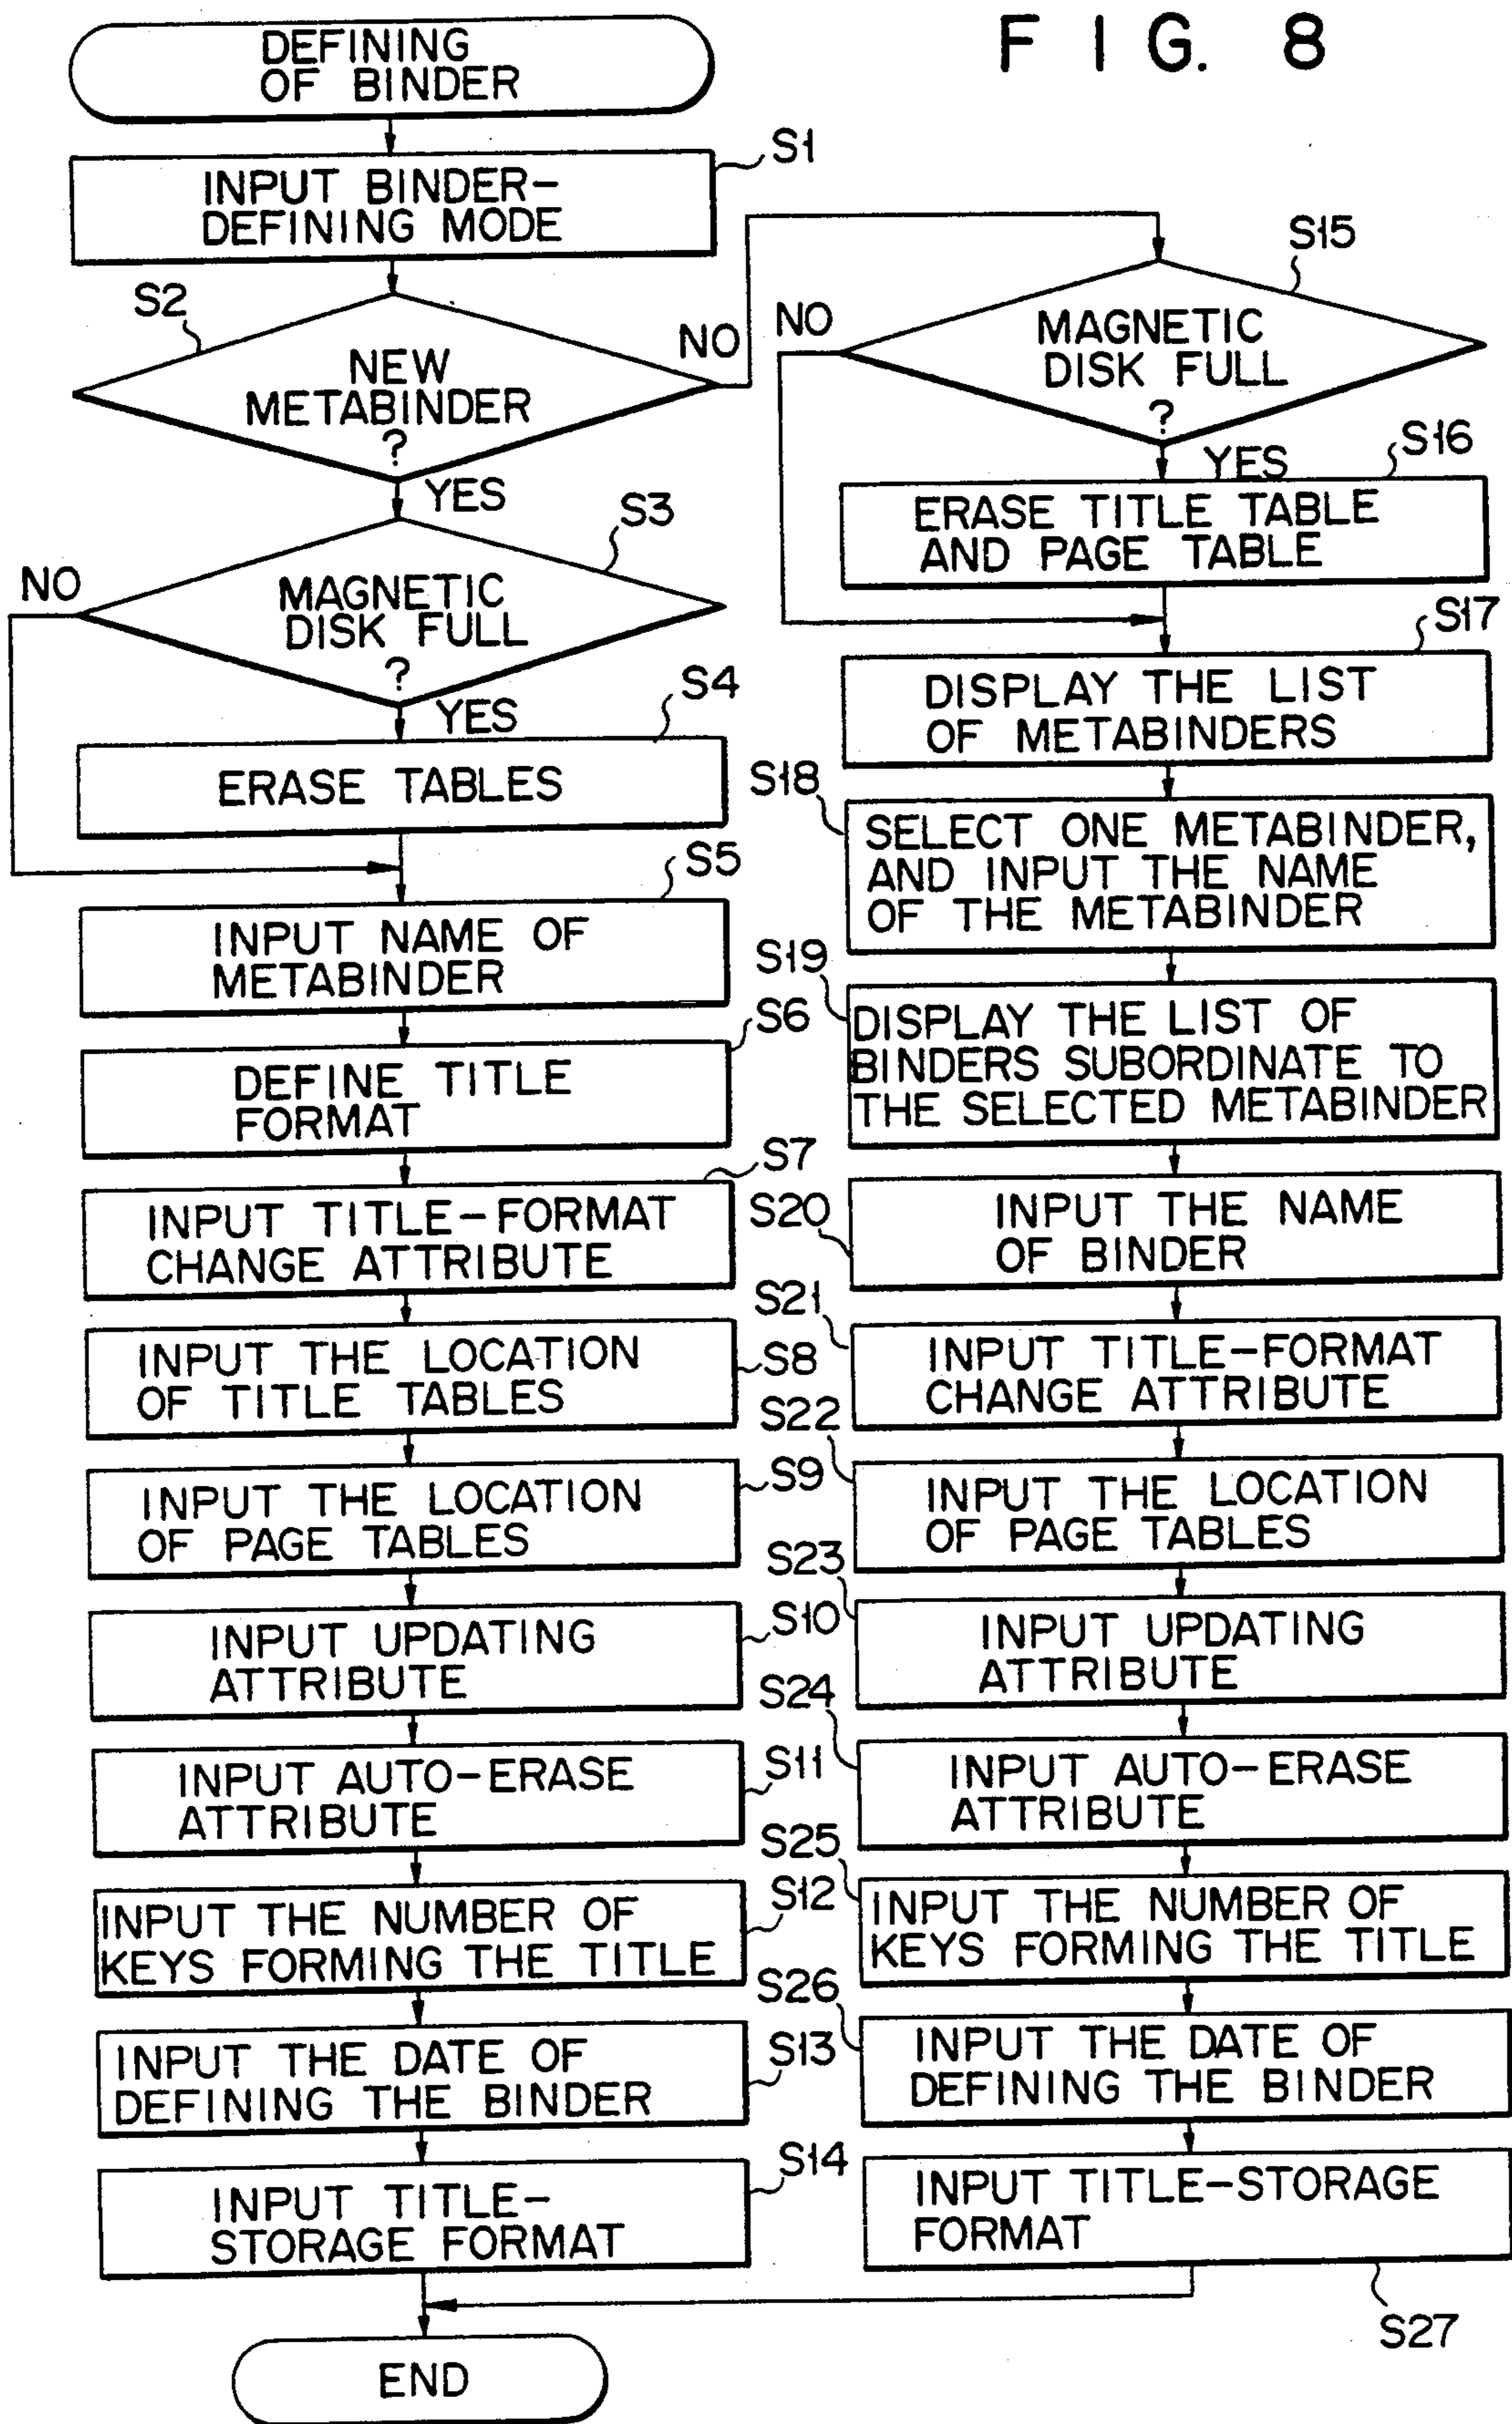 F I G. 8
DEFINING
OF BINDER
S1
INPUT BINDER-
DEFINING MODE
S2
NEW
METABINDER
?
NO
YES
S3
MAGNETIC
DISK FULL
?
NO
YES
S4
ERASE TABLES
S5
INPUT NAME OF
METABINDER
S6
DEFINE TITLE
FORMAT
S7
INPUT TITLE-FORMAT
CHANGE ATTRIBUTE
S8
INPUT THE LOCATION
OF TITLE TABLES
S9
INPUT THE LOCATION
OF PAGE TABLES
S10
INPUT UPDATING
ATTRIBUTE
S11
INPUT AUTO-ERASE
ATTRIBUTE
S12
INPUT THE NUMBER OF
KEYS FORMING THE TITLE
S13
INPUT THE DATE OF
DEFINING THE BINDER
S14
INPUT TITLE-
STORAGE FORMAT
END
S15
NO
MAGNETIC
DISK FULL
?
YES
S16
ERASE TITLE TABLE
AND PAGE TABLE
S17
DISPLAY THE LIST
OF METABINDERS
S18
SELECT ONE METABINDER,
AND INPUT THE NAME
OF THE METABINDER
S19
DISPLAY THE LIST OF
BINDERS SUBORDINATE TO
THE SELECTED METABINDER
S20
INPUT THE NAME
OF BINDER
S21
INPUT TITLE-FORMAT
CHANGE ATTRIBUTE
S22
INPUT THE LOCATION
OF PAGE TABLES
S23
INPUT UPDATING
ATTRIBUTE
S24
INPUT AUTO-ERASE
ATTRIBUTE
S25
INPUT THE NUMBER OF
KEYS FORMING THE TITLE
S26
INPUT THE DATE OF
DEFINING THE BINDER
INPUT TITLE-STORAGE
FORMAT
S27